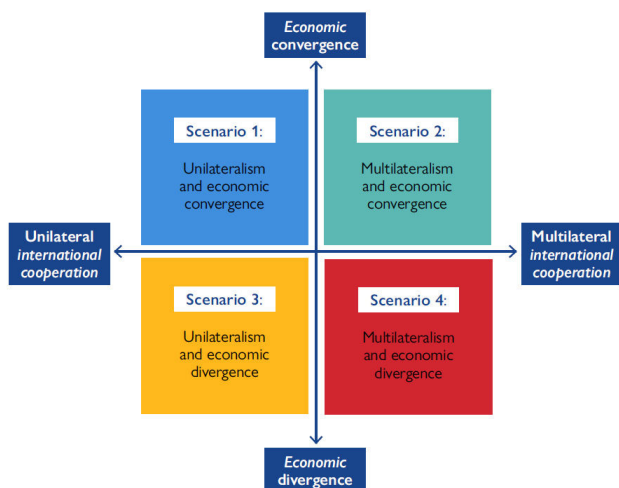 Economic
convergence
Scenario 1:
Unilateralism
and economic
convergence
Scenario 2:
Multilateralism
and economic
convergence
Unilateral
international
cooperation
Multilateral
international
cooperation
Scenario 3:
Unilateralism
and economic
divergence
Scenario 4:
Multilateralism
and economic
divergence
Economic
divergence